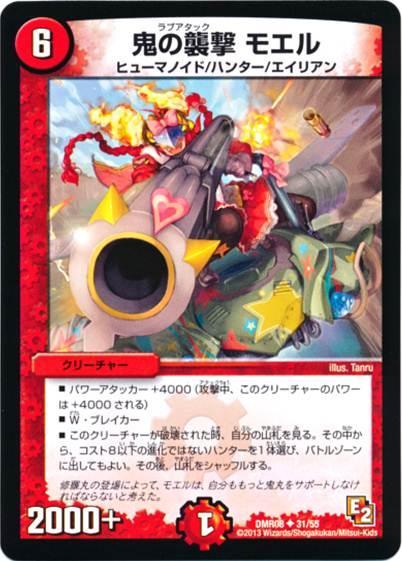 6
ラブアタック
鬼の襲撃 モエル
ヒューマノイド/ハンター/エイリアン
クリーチャー
illus. Tanru
■ パワーアタッカー+4000 (攻撃中、このクリーチャーのパワー
は+4000 される)
■ W・ブレイカー
■ このクリーチャーが破壊された時、自分の山札を見る。その中か
ら、コスト8以下の進化ではないハンターを1体選び、バトルゾーン
に出してもよい。その後、山札をシャッフルする。
修羅丸の登場によって、モエルは、自分ももっと鬼丸をサポートしなけ
ればならないと考えた。
2000+
1
E2
DMR08 ◆ 31/55
©2013 Wizards/Shogakukan/Mitsui-Kids